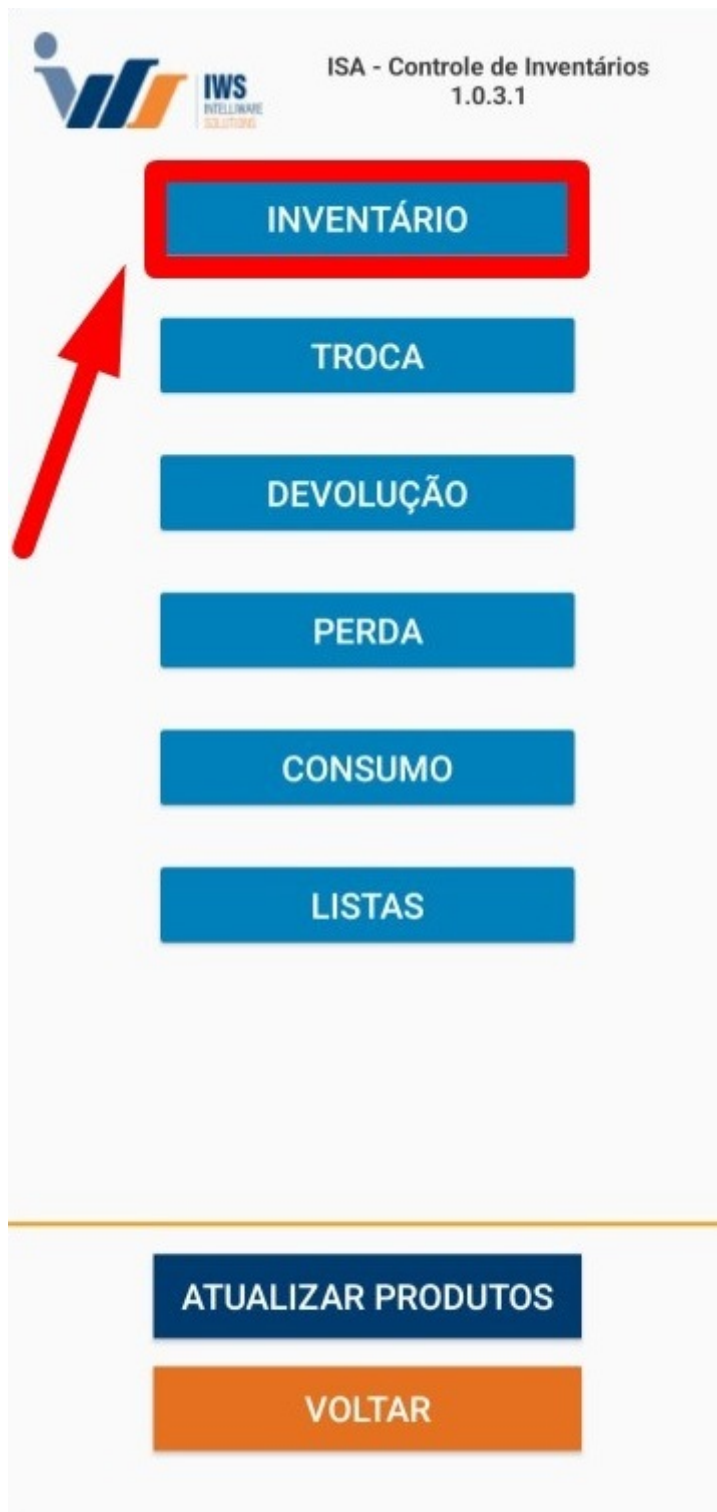 IWS
INTELLIWARE
SOLUTIONS
ISA - Controle de Inventários
1.0.3.1
INVENTÁRIO
TROCA
DEVOLUÇÃO
PERDA
CONSUMO
LISTAS
ATUALIZAR PRODUTOS
VOLTAR